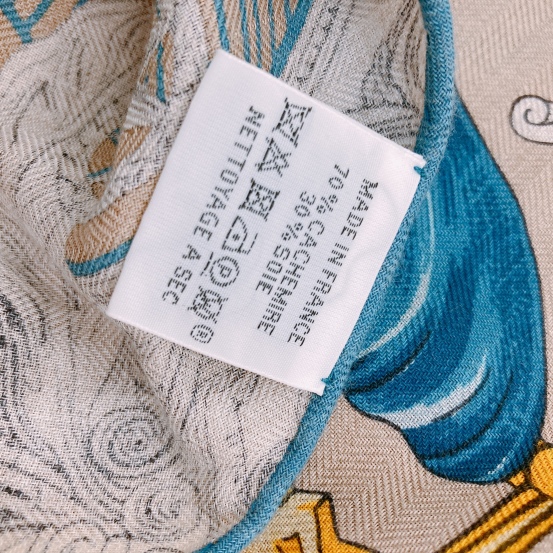 MADE IN FRANCE
70 % CACHEMIRE
30 % SOIE
NETTOYAGE A SEC